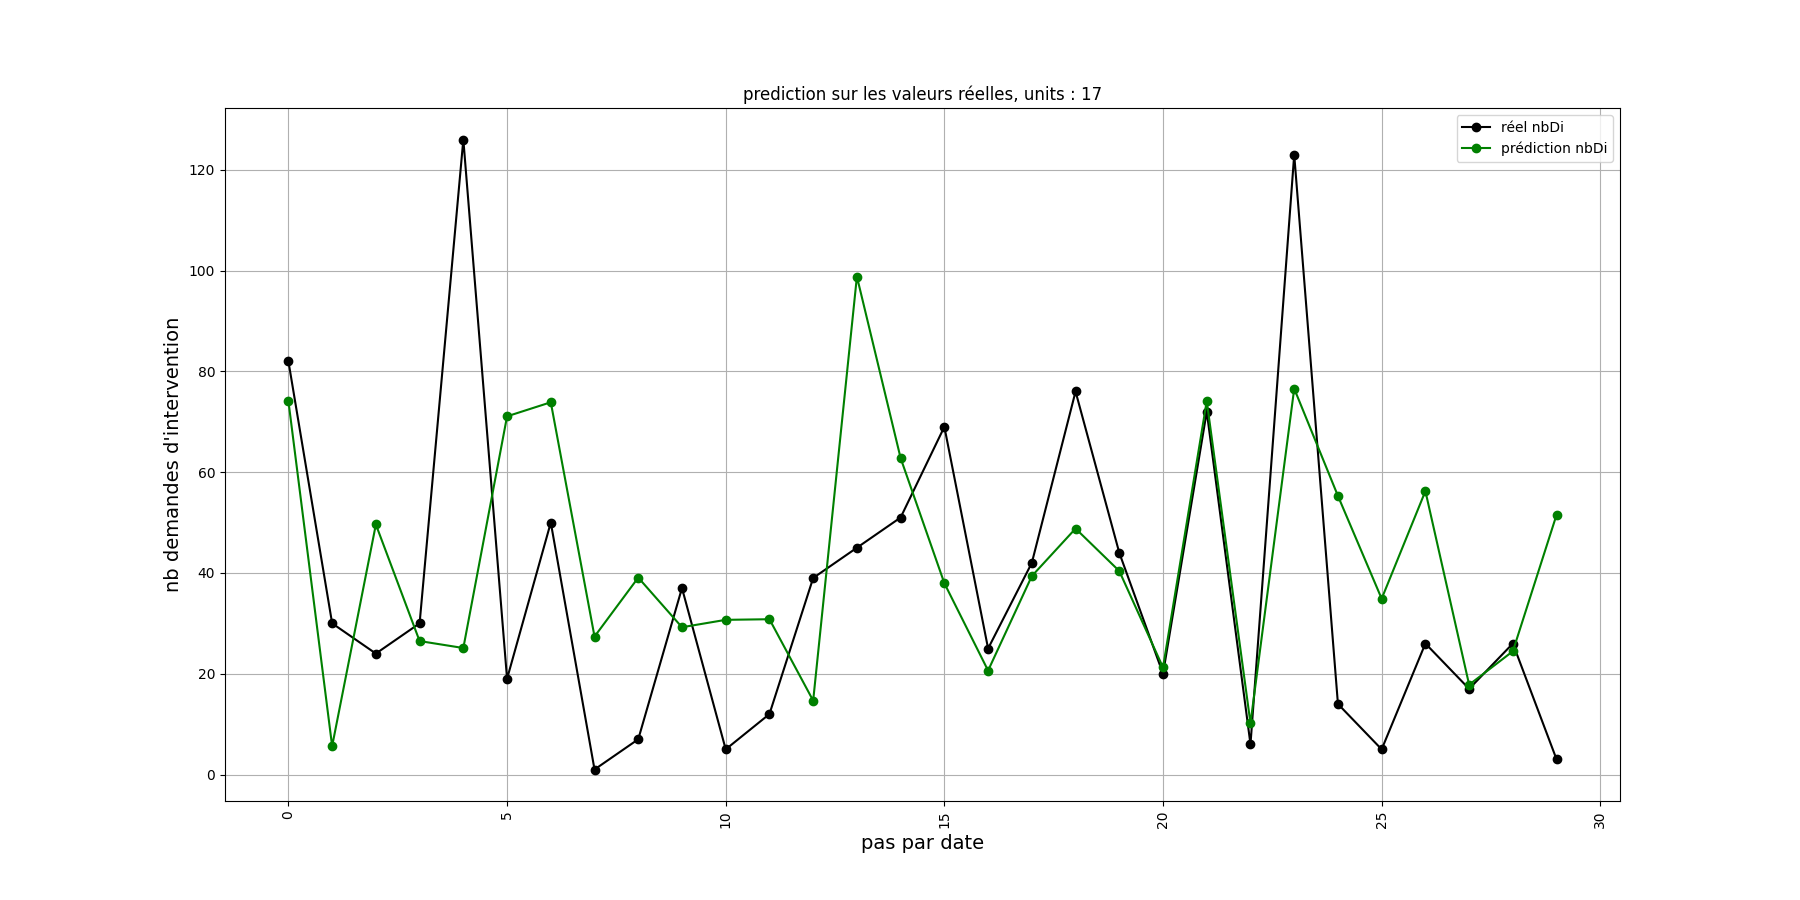 prediction sur les valeurs réelles, units : 17
réel nbDi
prédiction nbDi
120
100
80
60
40
20
0
nb demandes d'intervention
0
5
10
15
20
25
30
pas par date